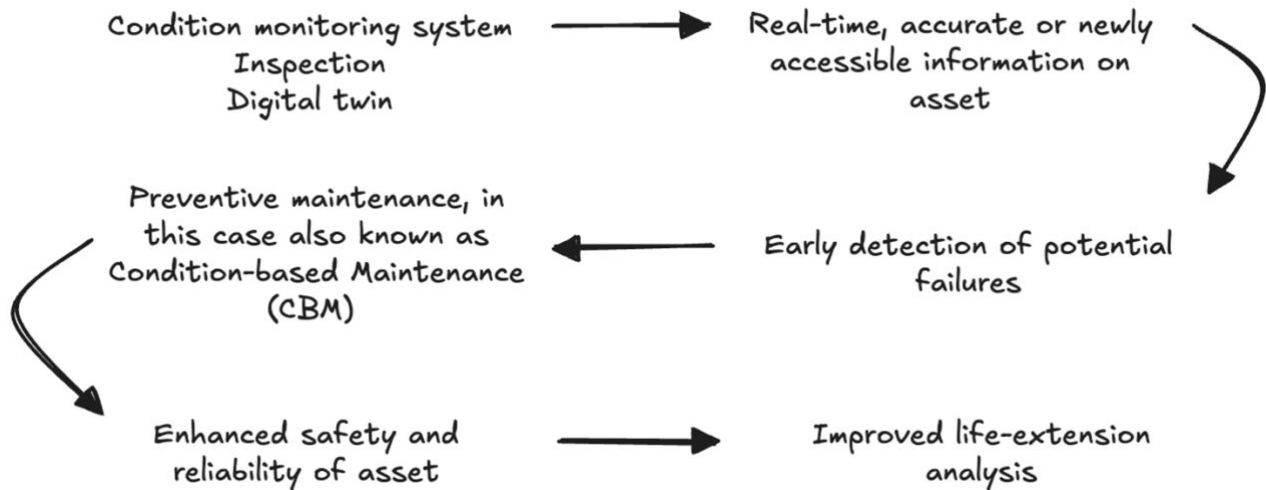 Condition monitoring system
Inspection
Digital twin
Real-time, accurate or newly
accessible information on
asset
Early detection of potential
failures
Preventive maintenance, in
this case also known as
Condition-based Maintenance
(CBM)
Enhanced safety and
reliability of asset
Improved life-extension
analysis